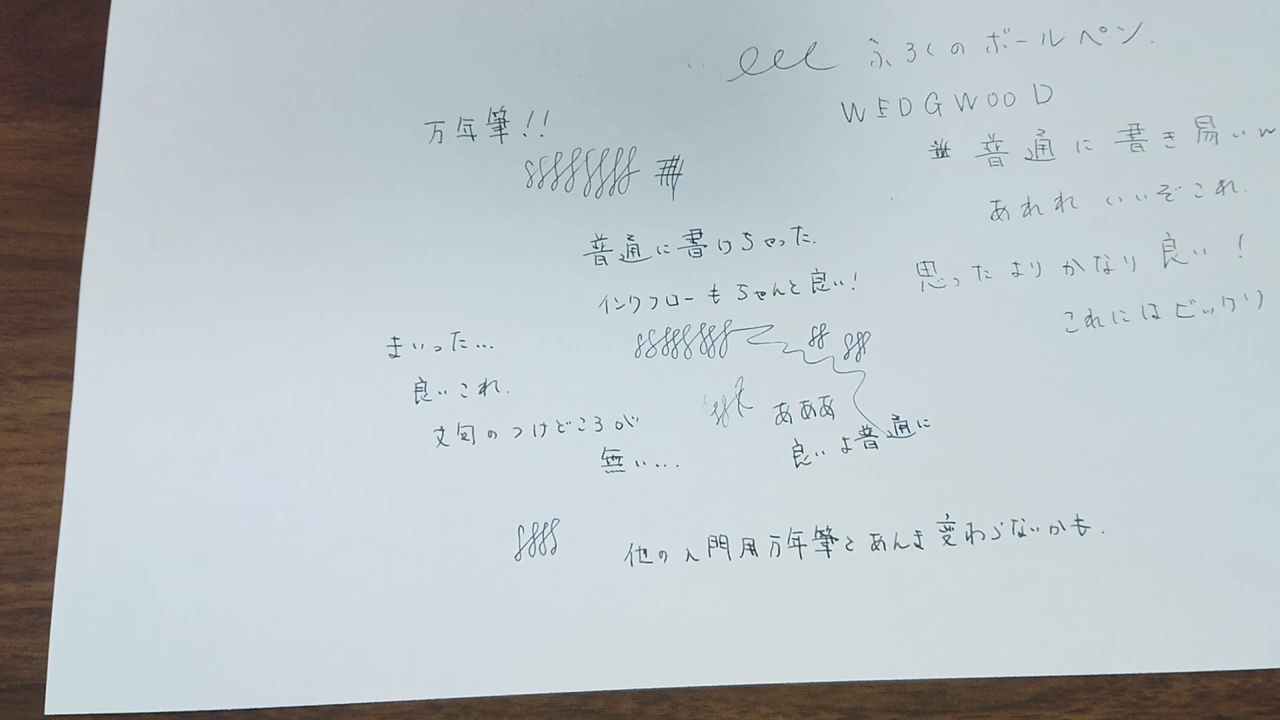 ふろくのボールペン.
WEDGWOOD
普通に書き易いw
あれれ いいぞこれ.
思ったよりかなり良い!
これにはビックリ
万年筆!!
普通に書けちゃった.
インクフローもちゃんと良い!
まいった...
良いこれ.
文句のつけどころが
無い...
あああ
良いよ普通に
他の入門用万年筆とあんま変わらないかも.